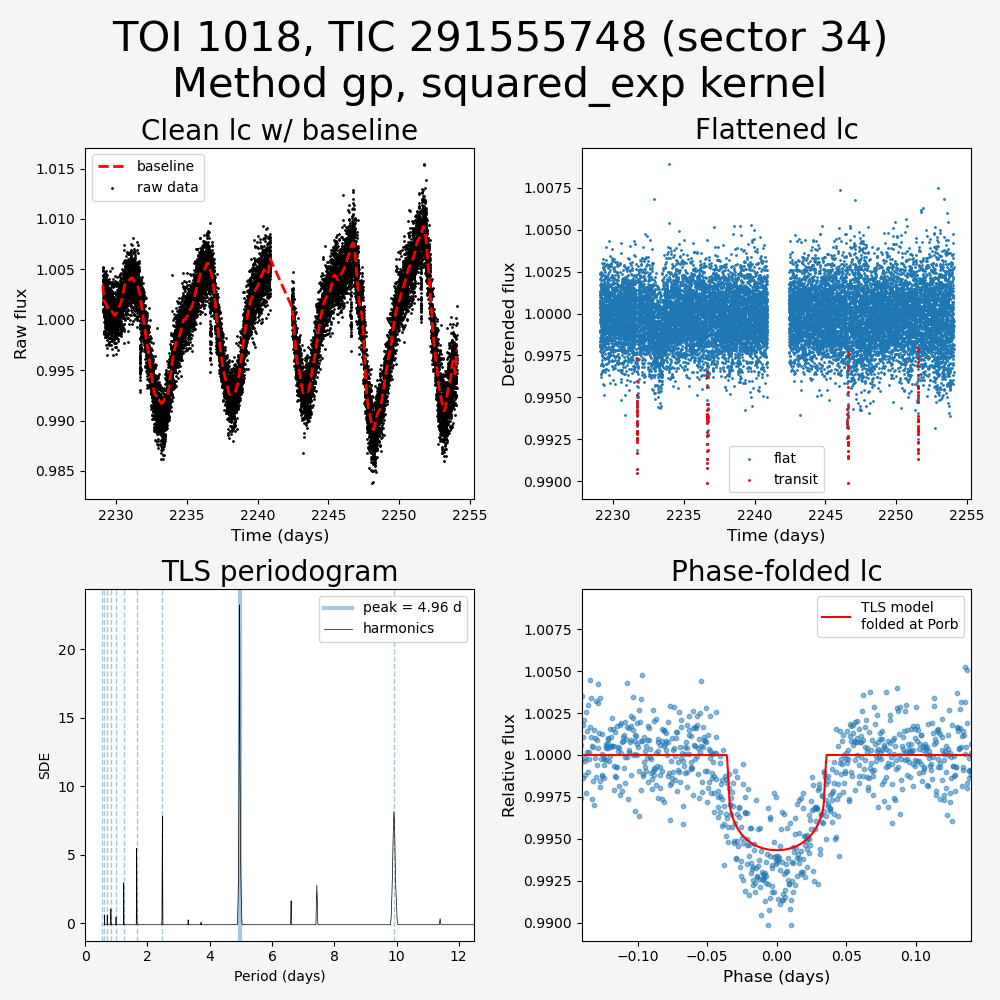 TOI 1018, TIC 291555748 (sector 34)
Method gp, squared_exp kernel
Clean lc w/ baseline
baseline
raw data
1.015
1.010
1.005
1.000
0.995
0.990
0.985
Raw flux
2230 2235 2240 2245 2250 2255
Time (days)
Flattened lc
1.0075
1.0050
1.0025
1.0000
0.9975
0.9950
0.9925
0.9900
Detrended flux
flat
transit
2230 2235 2240 2245 2250 2255
Time (days)
TLS periodogram
peak = 4.96 d
harmonics
20
15
10
5
0
SDE
0 2 4 6 8 10 12
Period (days)
Phase-folded lc
TLS model
folded at Porb
1.0075
1.0050
1.0025
1.0000
0.9975
0.9950
0.9925
0.9900
Relative flux
−0.10 −0.05 0.00 0.05 0.10
Phase (days)